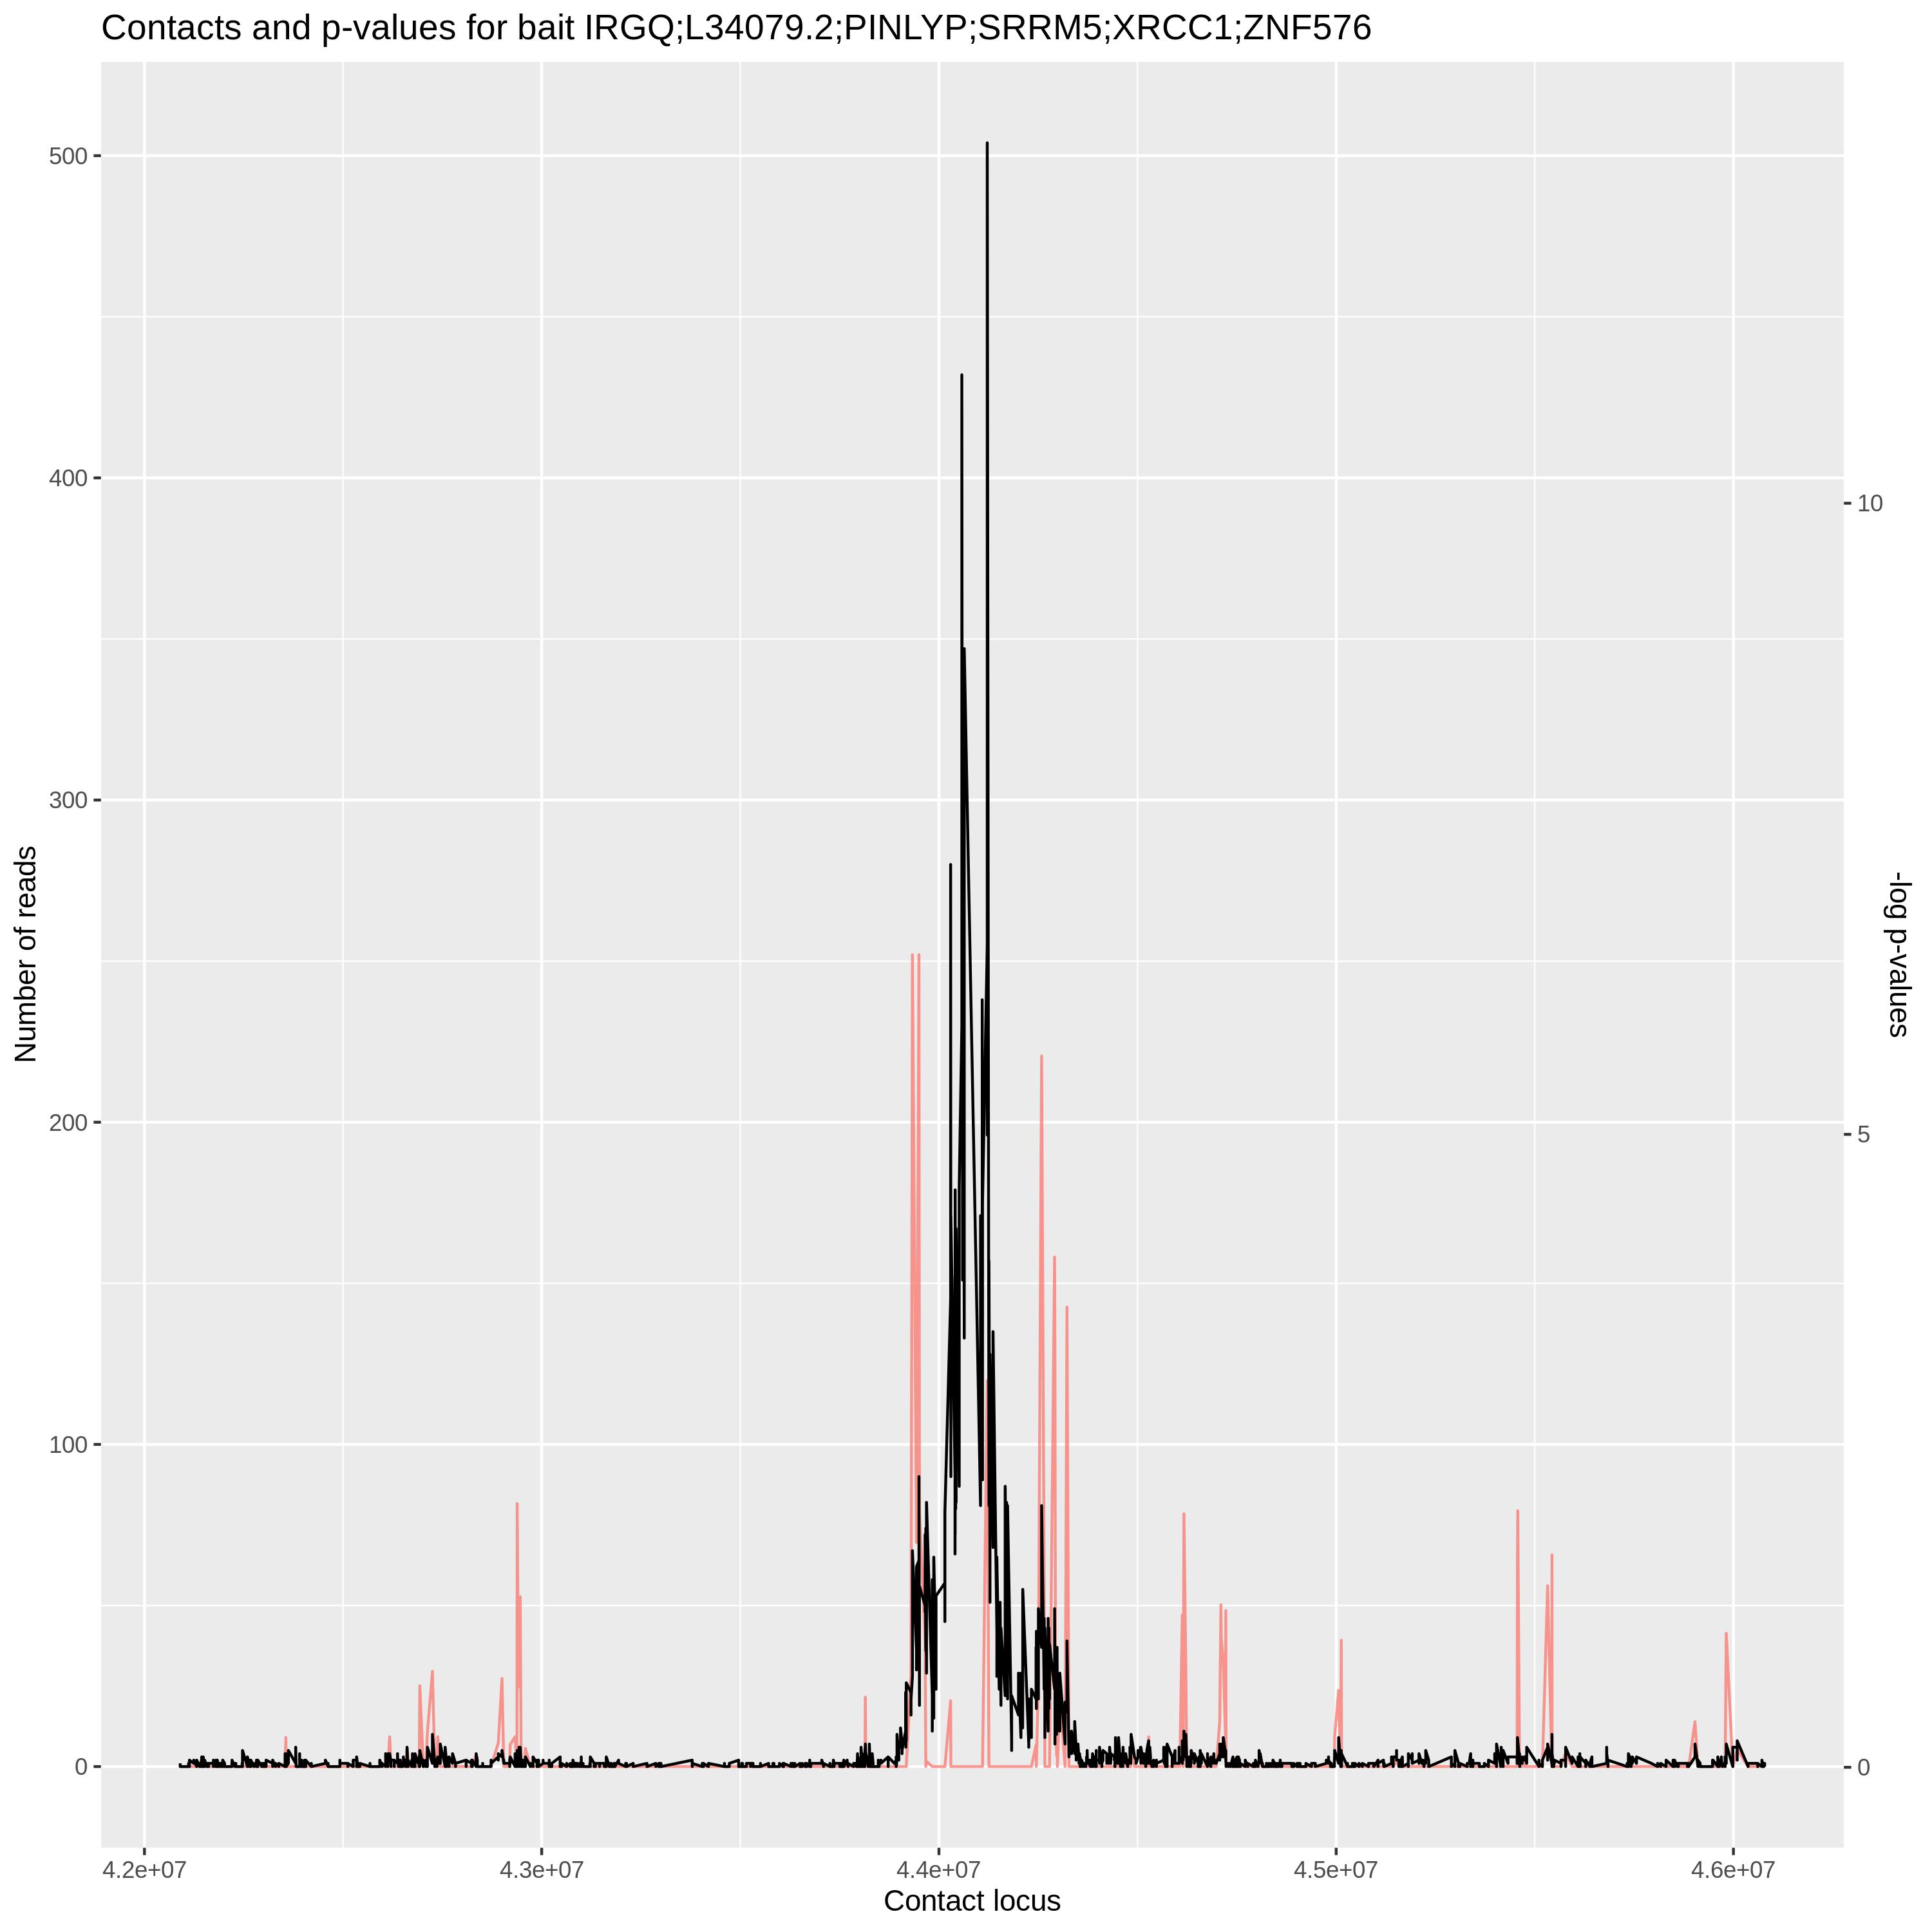 Contacts and p-values for bait IRGQ;L34079.2;PINLYP;SRRM5;XRCC1;ZNF576
500
400
300
200
100
0
Number of reads
10
5
0
-log p-values
4.2e+07 4.3e+07 4.4e+07 4.5e+07 4.6e+07
Contact locus